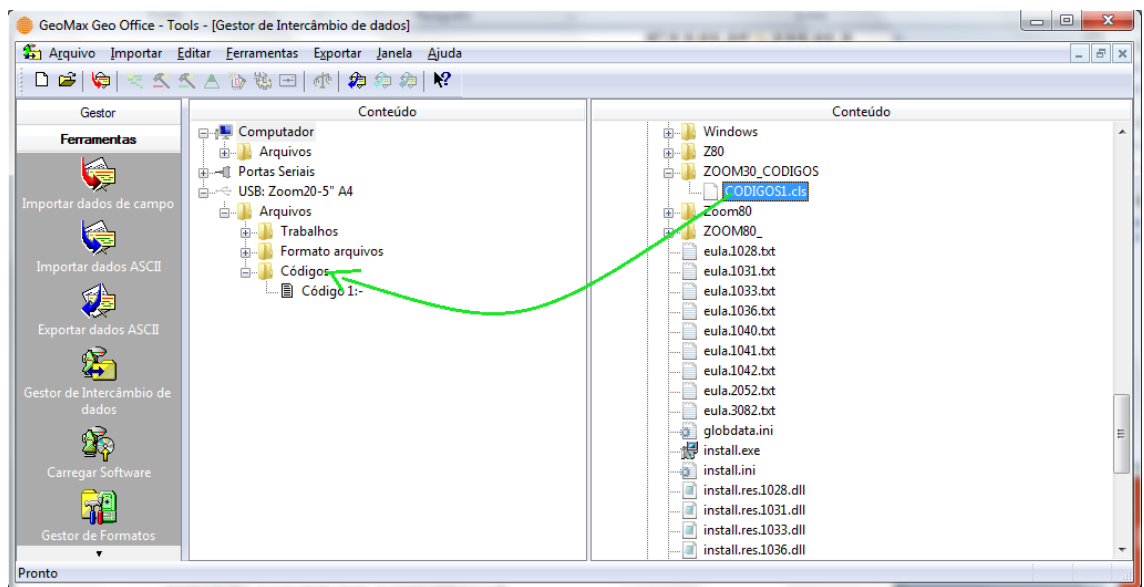 GeoMax Geo Office - Tools - [Gestor de Intercâmbio de dados]
Arquivo Importar Editar Ferramentas Exportar Janela Ajuda
Gestor
Ferramentas
Importar dados de campo
Importar dados ASCII
Exportar dados ASCII
Gestor de Intercâmbio de
dados
Carregar Software
Gestor de Formatos
Conteúdo
Computador
Arquivos
Portas Seriais
USB: Zoom20-5" A4
Arquivos
Trabalhos
Formato arquivos
Códigos
Código 1:-
Conteúdo
Windows
Z80
ZOOM30_CODIGOS
CODIGOS1.cls
Zoom80
ZOOM80_
eula.1028.txt
eula.1031.txt
eula.1033.txt
eula.1036.txt
eula.1040.txt
eula.1041.txt
eula.1042.txt
eula.2052.txt
eula.3082.txt
globdata.ini
install.exe
install.ini
install.res.1028.dll
install.res.1031.dll
install.res.1033.dll
install.res.1036.dll
Pronto